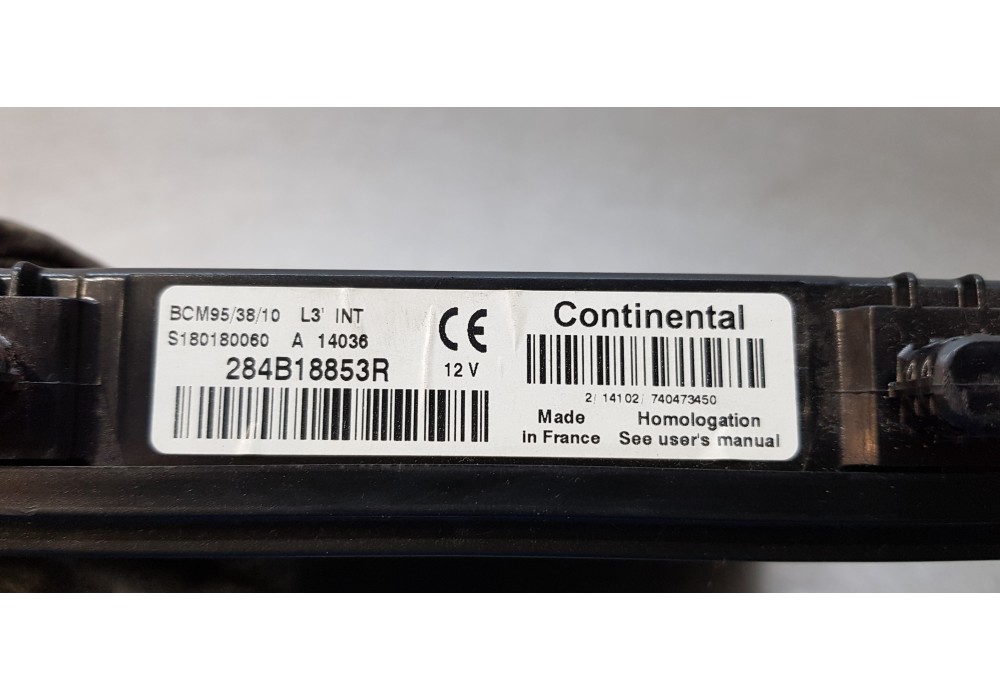 BCM95/38/10 L3' INT
S180180060 A 14036
284B18853R
CE
12 V
Continental
2/ 14102/ 740473450
Made in France
Homologation
See user's manual